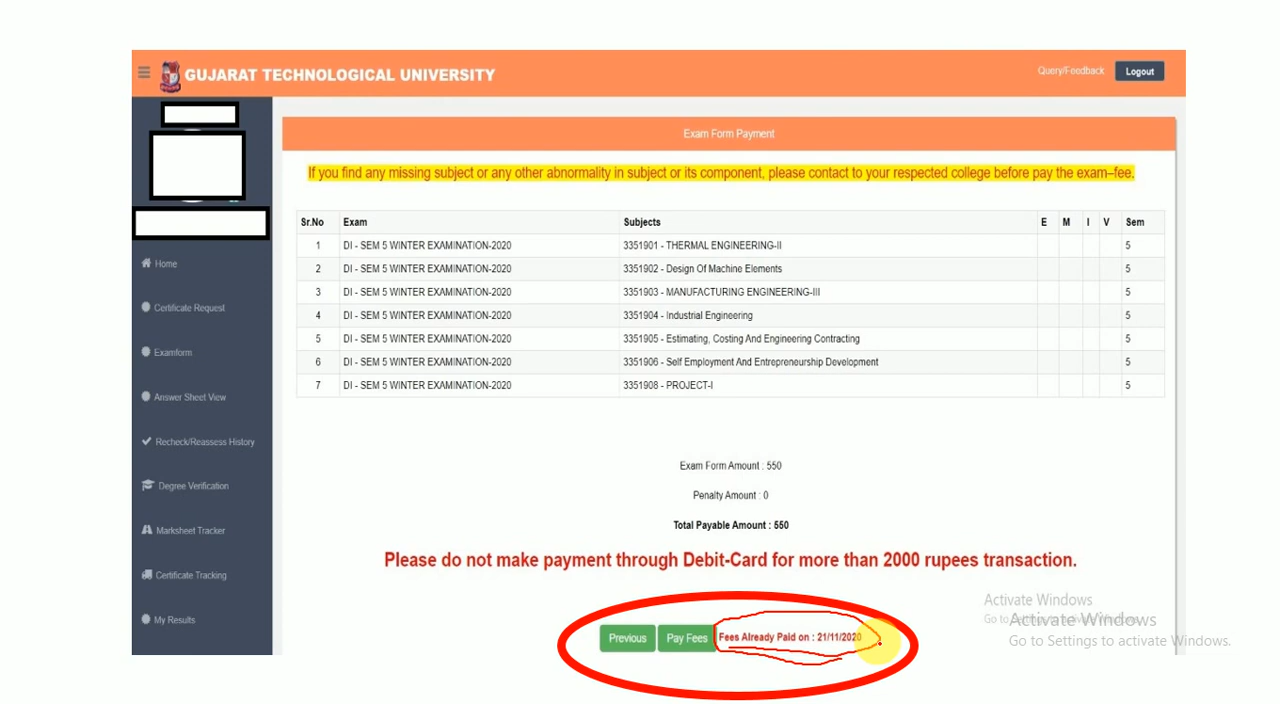 GUJARAT TECHNOLOGICAL UNIVERSITY
Query/Feedback
Logout
Home
Certificate Request
Examform
Answer Sheet View
Recheck/Reassess History
Degree Verification
Marksheet Tracker
Certificate Tracking
My Results
Exam Form Payment
If you find any missing subject or any other abnormality in subject or its component, please contact to your respected college before pay the exam–fee.
Sr.No Exam Subjects E M I V Sem
1 DI - SEM 5 WINTER EXAMINATION-2020 3351901 - THERMAL ENGINEERING-II 5
2 DI - SEM 5 WINTER EXAMINATION-2020 3351902 - Design Of Machine Elements 5
3 DI - SEM 5 WINTER EXAMINATION-2020 3351903 - MANUFACTURING ENGINEERING-III 5
4 DI - SEM 5 WINTER EXAMINATION-2020 3351904 - Industrial Engineering 5
5 DI - SEM 5 WINTER EXAMINATION-2020 3351905 - Estimating, Costing And Engineering Contracting 5
6 DI - SEM 5 WINTER EXAMINATION-2020 3351906 - Self Employment And Entrepreneurship Development 5
7 DI - SEM 5 WINTER EXAMINATION-2020 3351908 - PROJECT-I 5
Exam Form Amount : 550
Penalty Amount : 0
Total Payable Amount : 550
Please do not make payment through Debit-Card for more than 2000 rupees transaction.
Previous
Pay Fees
Fees Already Paid on : 21/11/2020
Activate Windows
Go to
Activate Windows
Go to Settings to activate Windows.